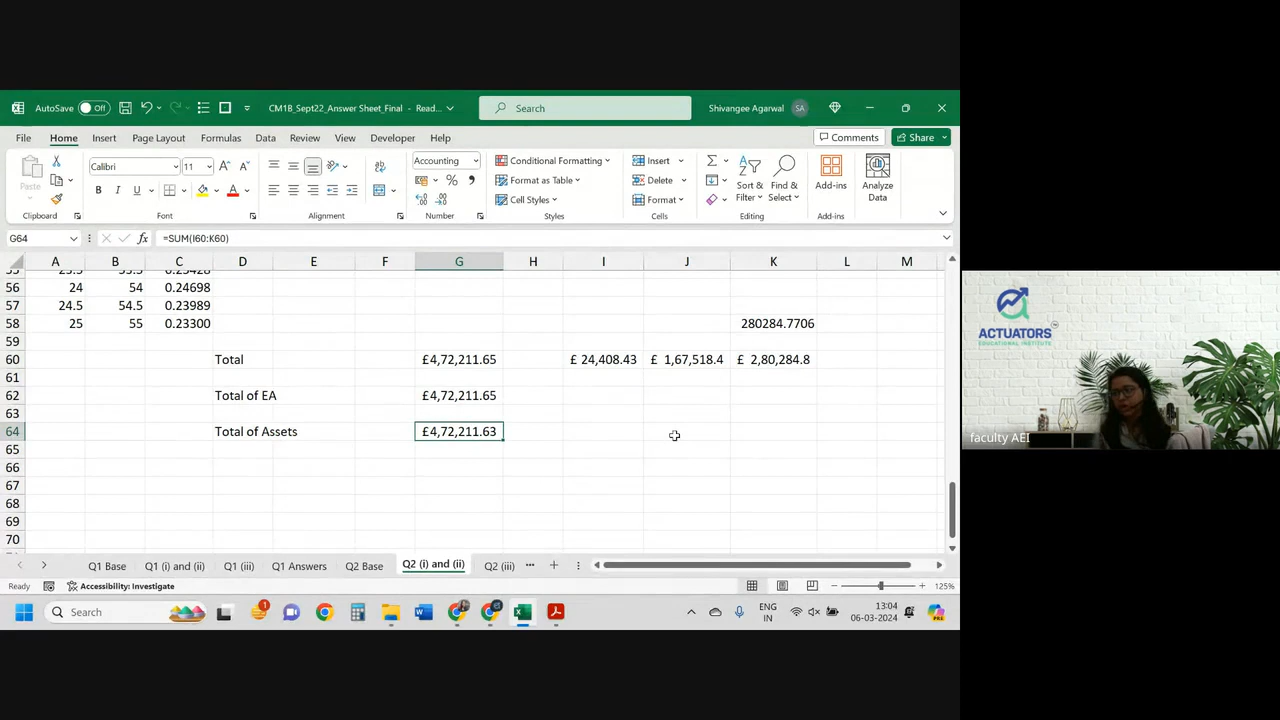 AutoSave Off CM1B_Sept22_Answer Sheet_Final - Read... Search Shivangee Agarwal SA
File Home Insert Page Layout Formulas Data Review View Developer Help Comments Share
Paste Calibri 11 A A Accounting Conditional Formatting Insert Sort & Filter Find & Select Add-ins Analyze Data
B I U A % Format as Table Delete
Cell Styles Format
Clipboard Font Alignment Number Styles Cells Editing Add-ins
G64 fx =SUM(I60:K60)
A B C D E F G H I J K L M
56 24 54 0.24698
57 24.5 54.5 0.23989
58 25 55 0.23300 280284.7706
59
60 Total £4,72,211.65 £ 24,408.43 £ 1,67,518.4 £ 2,80,284.8
61
62 Total of EA £4,72,211.65
63
64 Total of Assets £4,72,211.63
65
66
67
68
69
70
Q1 Base Q1 (i) and (ii) Q1 (iii) Q1 Answers Q2 Base Q2 (i) and (ii) Q2 (iii) ...
Ready Accessibility: Investigate 125%
Search 1 ENG IN 13:04 06-03-2024
ACTUATORS
EDUCATIONAL INSTITUTE
faculty AEI